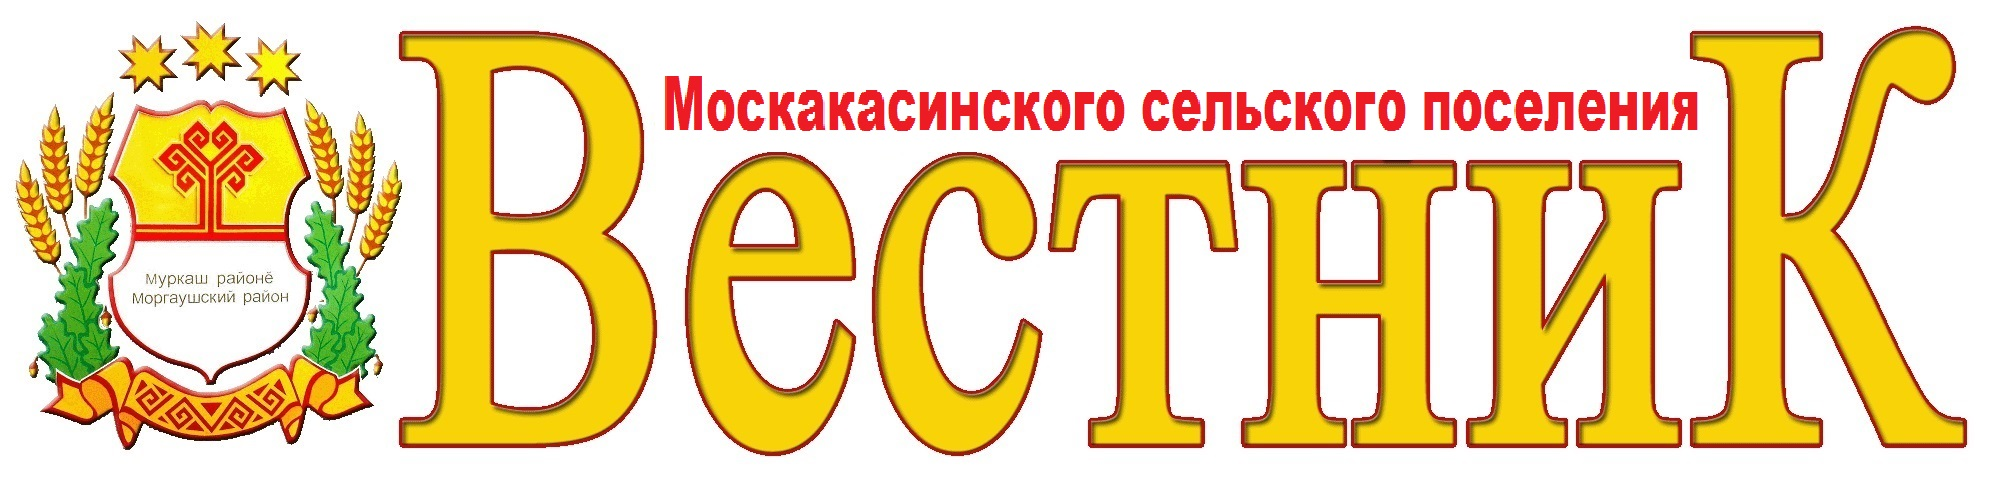 Москакасинского сельского поселения
ВестниК
Муркаш районĕ
Моргаушский район